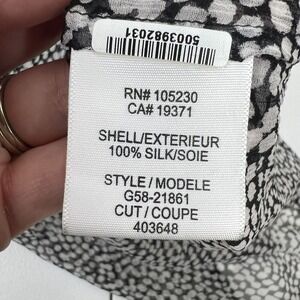 5003982031
RN# 105230
CA# 19371
SHELL/EXTERIEUR
100% SILK/SOIE
STYLE / MODELE
G58-21861
CUT / COUPE
403648